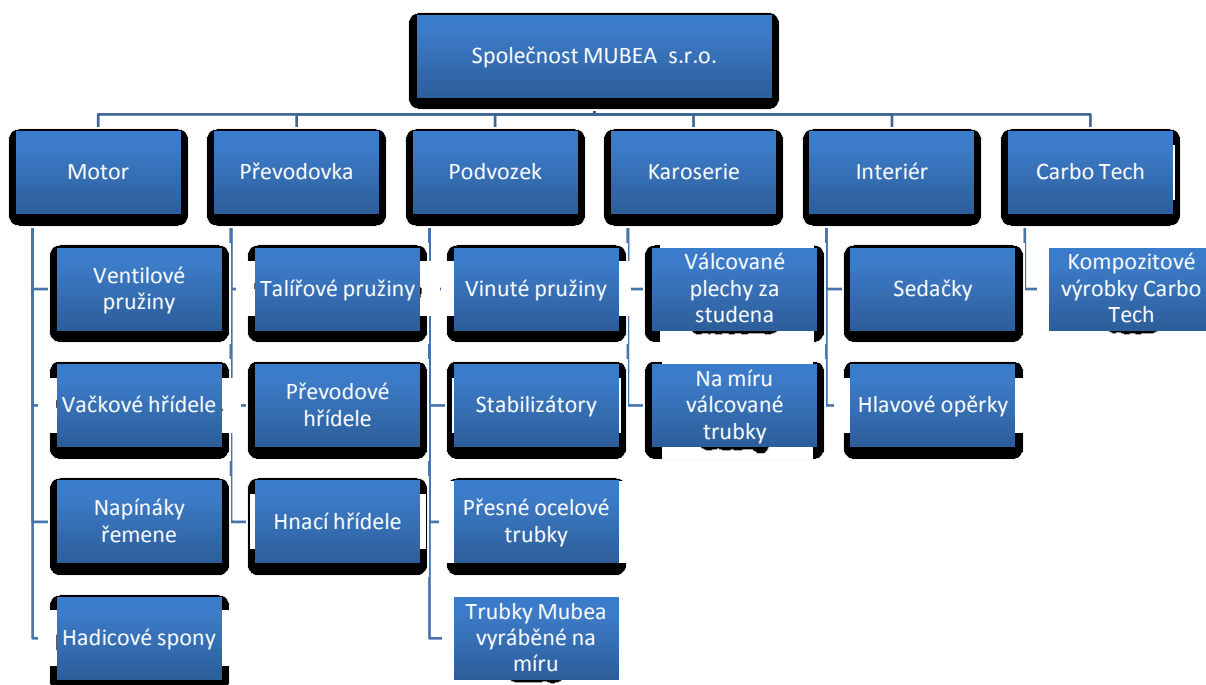 Společnost MUBEA  s.r.o.
Motor
Převodovka
Podvozek
Karoserie
Interiér
Carbo Tech
Ventilové
pružiny
Talířové pružiny
Vinuté pružiny
Válcované
plechy za
studena
Sedačky
Kompozitové
výrobky Carbo
Tech
Vačkové hřídele
Převodové
hřídele
Stabilizátory
Na míru
válcované
trubky
Hlavové opěrky
Napínáky
řemene
Hnací hřídele
Přesné ocelové
trubky
Hadicové spony
Trubky Mubea
vyráběné na
míru